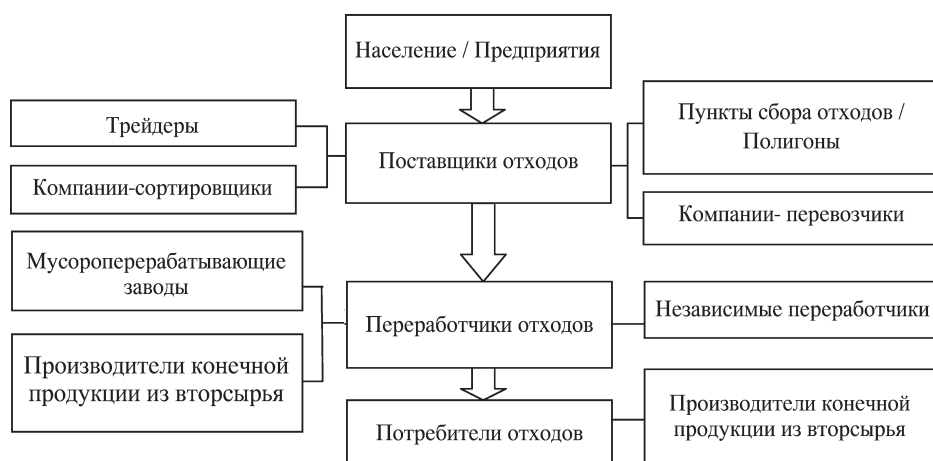 Население / Предприятия
Трейдеры
Компании-сортировщики
Поставщики отходов
Пункты сбора отходов /
Полигоны
Компании- перевозчики
Мусороперерабатывающие
заводы
Производители конечной
продукции из вторсырья
Переработчики отходов
Независимые переработчики
Потребители отходов
Производители конечной
продукции из вторсырья